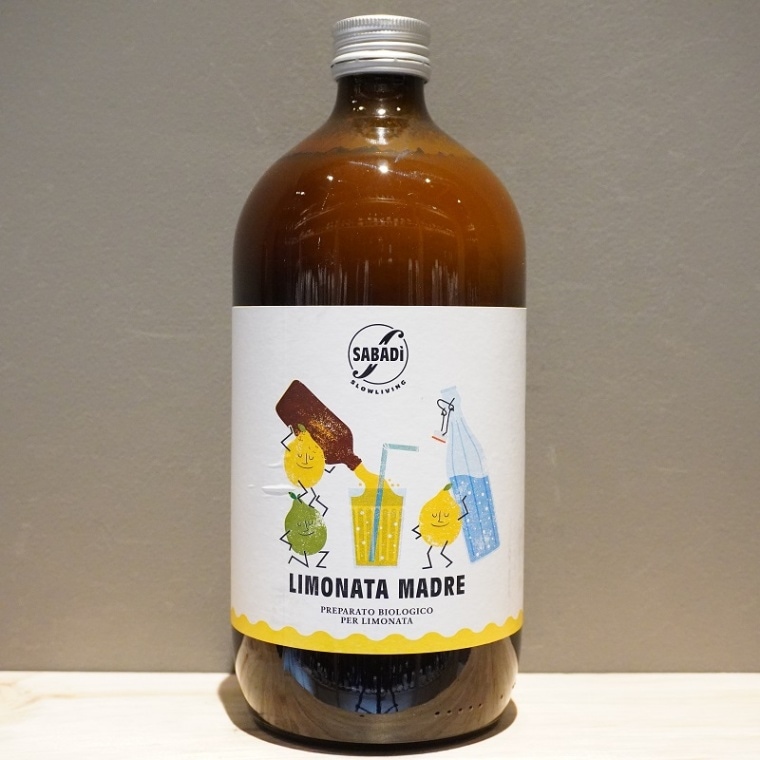 SABADÌ
SLOWLIVING
LIMONATA MADRE
PREPARATO BIOLOGICO
PER LIMONATA